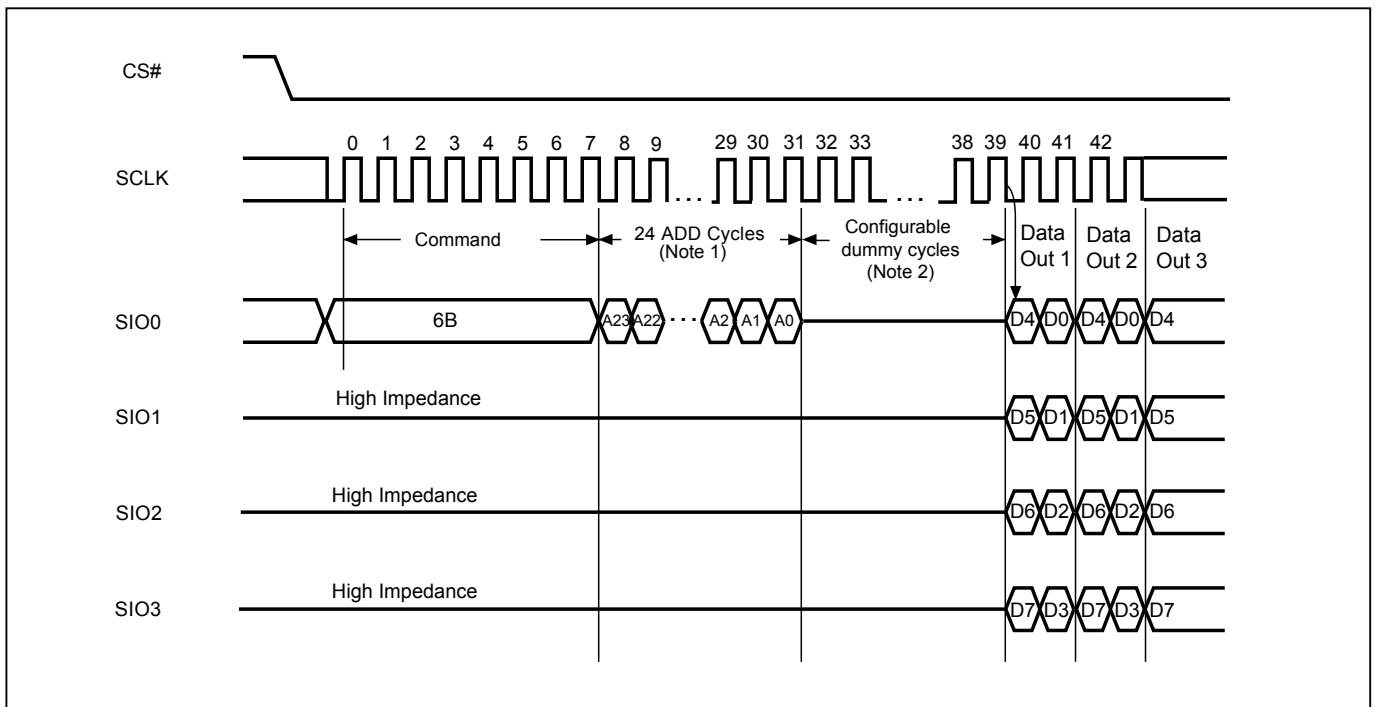 CS#
0 1 2 3 4 5 6 7 8 9 29 30 31 32 33 38 39 40 41 42
SCLK
. . . . . .
Command
24 ADD Cycles
(Note 1)
Configurable
dummy cycles
(Note 2)
Data
Out 1
Data
Out 2
Data
Out 3
SIO0 6B A23 A22 · · · A2 A1 A0 D4 D0 D4 D0 D4
High Impedance
SIO1 D5 D1 D5 D1 D5
High Impedance
SIO2 D6 D2 D6 D2 D6
High Impedance
SIO3 D7 D3 D7 D3 D7